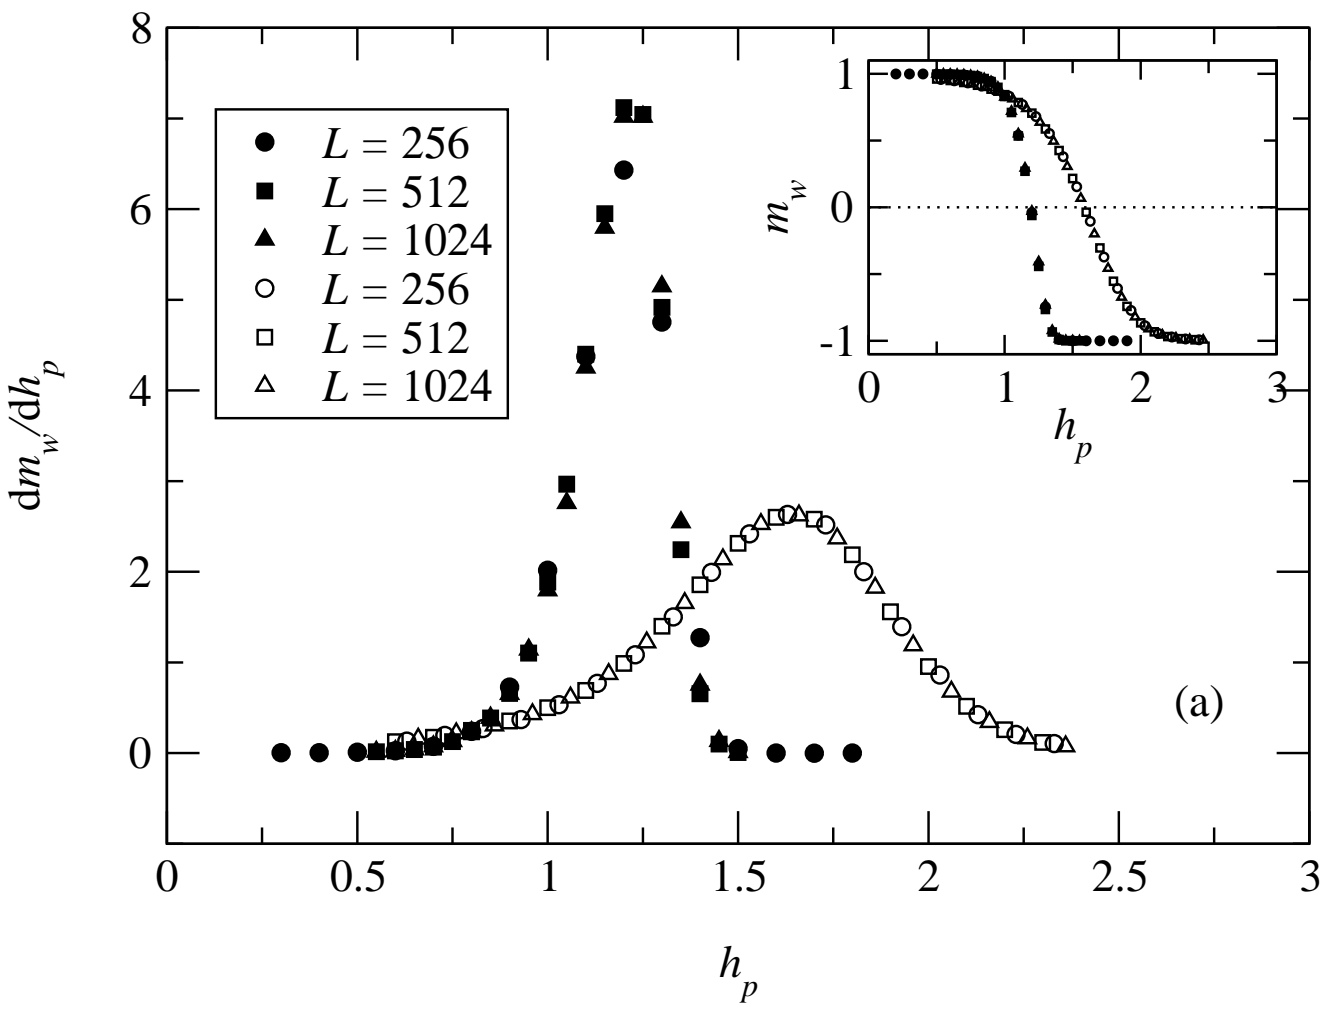 8
6
4
2
0
dm_w/dh_p
L = 256
L = 512
L = 1024
L = 256
L = 512
L = 1024
1
0
-1
m_w
0 1 2 3
h_p
(a)
0 0.5 1 1.5 2 2.5 3
h_p